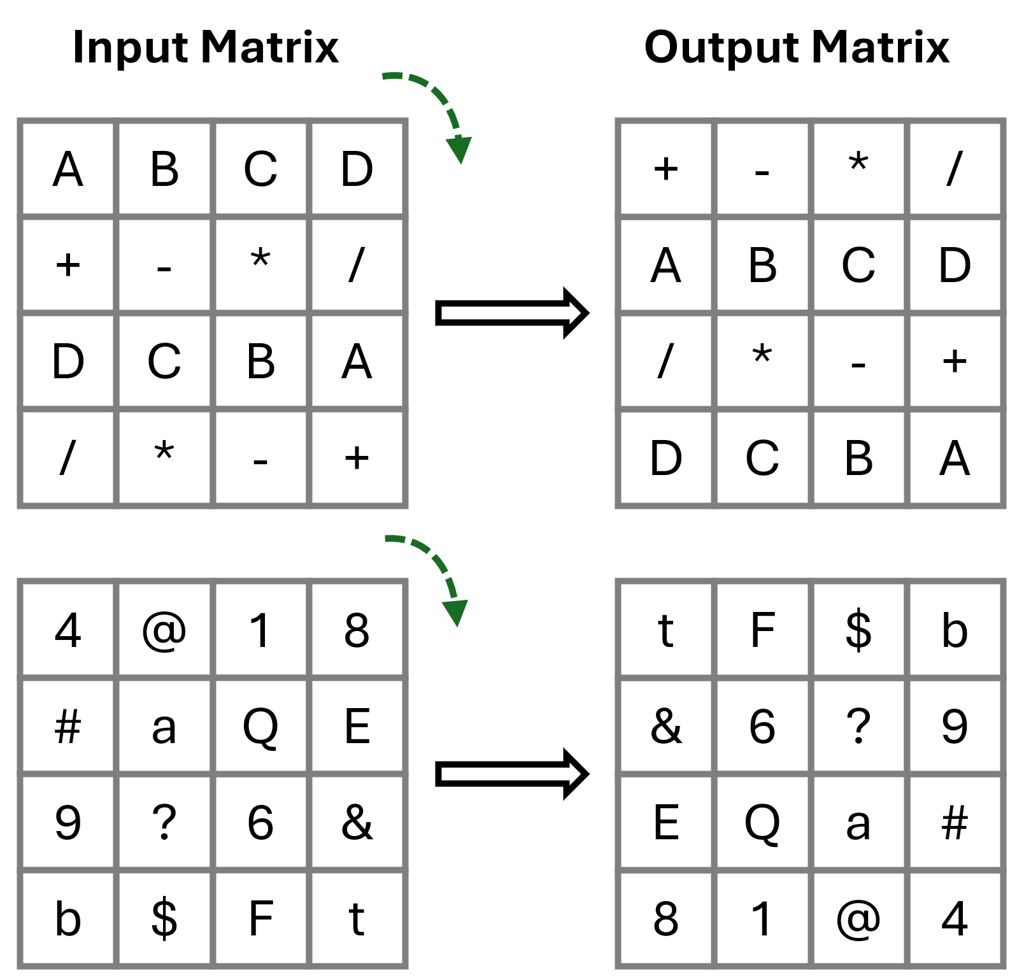 Input Matrix Output Matrix
A B C D + - * /
+ - * / A B C D
D C B A / * - +
/ * - + D C B A
4 @ 1 8 t F $ b
# a Q E & 6 ? 9
9 ? 6 & E Q a #
b $ F t 8 1 @ 4